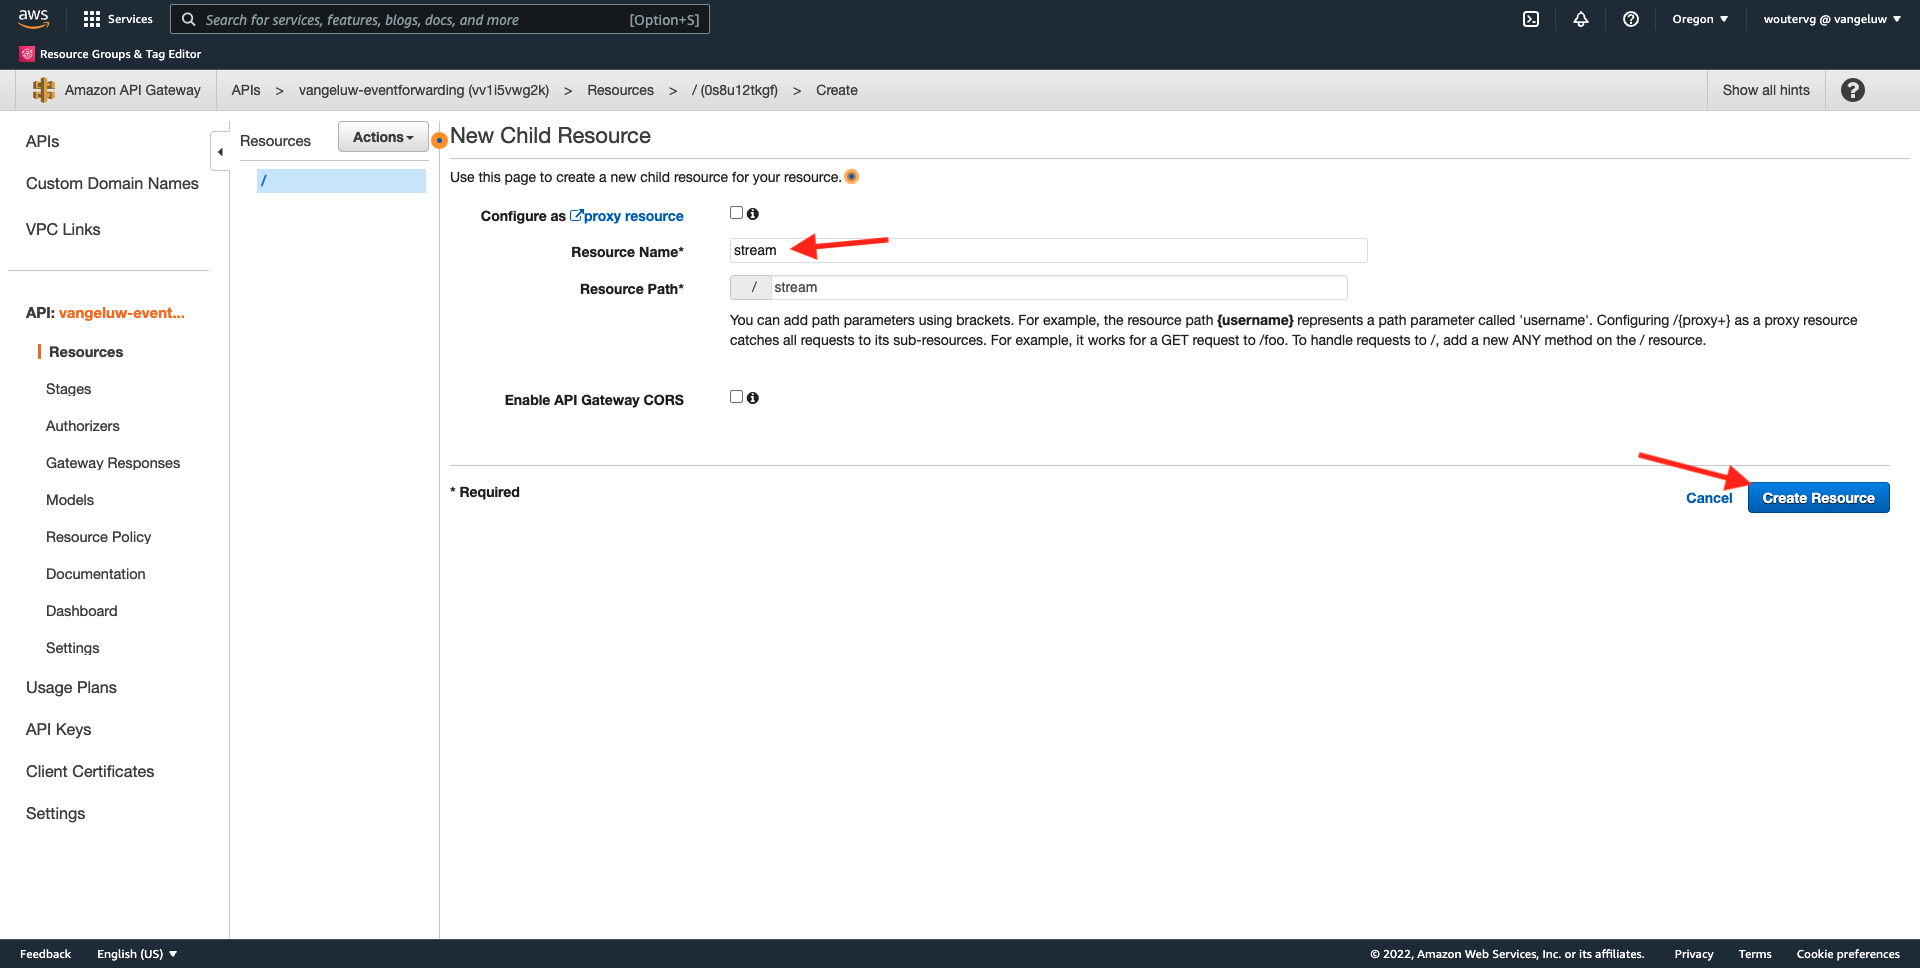 aws
Services
Search for services, features, blogs, docs, and more
[Option+S]
Oregon
woutervg @ vangeluw
Resource Groups & Tag Editor
Amazon API Gateway
APIs > vangeluw-eventforwarding (vv1i5vwg2k) > Resources > / (0s8u12tkgf) > Create
Show all hints
APIs
Custom Domain Names
VPC Links
API: vangeluw-event...
Resources
Stages
Authorizers
Gateway Responses
Models
Resource Policy
Documentation
Dashboard
Settings
Usage Plans
API Keys
Client Certificates
Settings
Resources
Actions
/
New Child Resource
Use this page to create a new child resource for your resource.
Configure as proxy resource
Resource Name*
stream
Resource Path*
/ stream
You can add path parameters using brackets. For example, the resource path {username} represents a path parameter called 'username'. Configuring /{proxy+} as a proxy resource
catches all requests to its sub-resources. For example, it works for a GET request to /foo. To handle requests to /, add a new ANY method on the / resource.
Enable API Gateway CORS
* Required
Cancel
Create Resource
Feedback
English (US)
© 2022, Amazon Web Services, Inc. or its affiliates.
Privacy
Terms
Cookie preferences